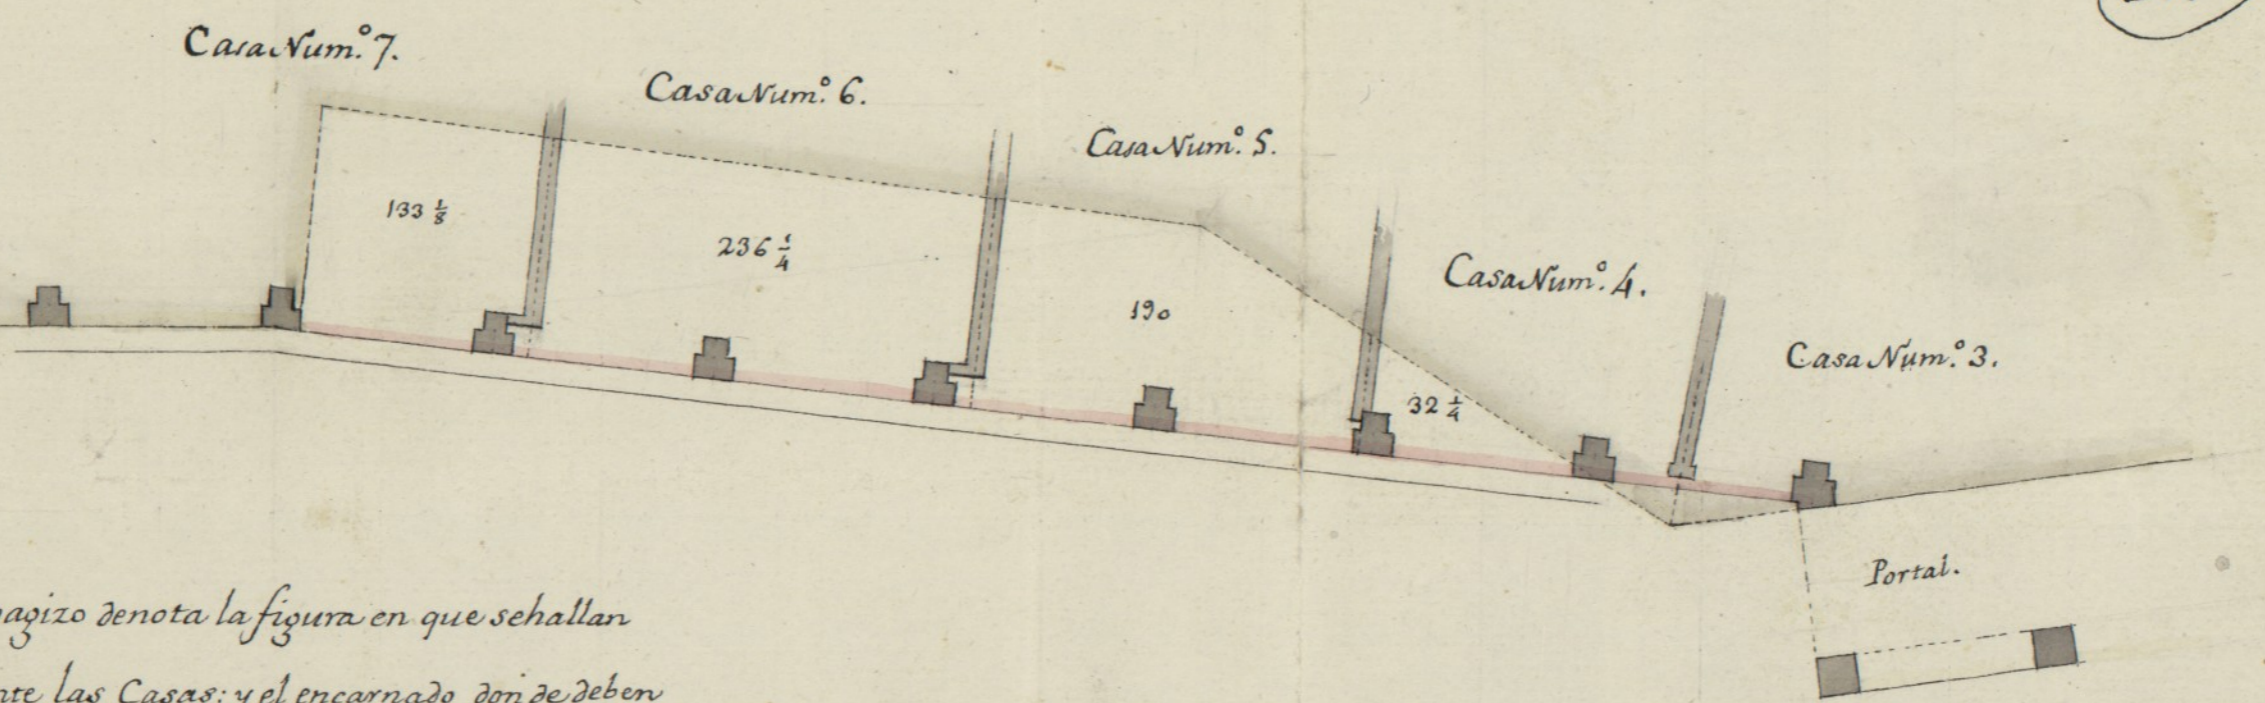 Casa Num.º 7.
Casa Num.º 6.
Casa Num.º 5.
133 1/8
236 1/4
Casa Num.º 4.
190
Casa Num.º 3.
32 1/4
Portal.
denota la figura en que sehallan
las Casas: y el encarnado donde deben